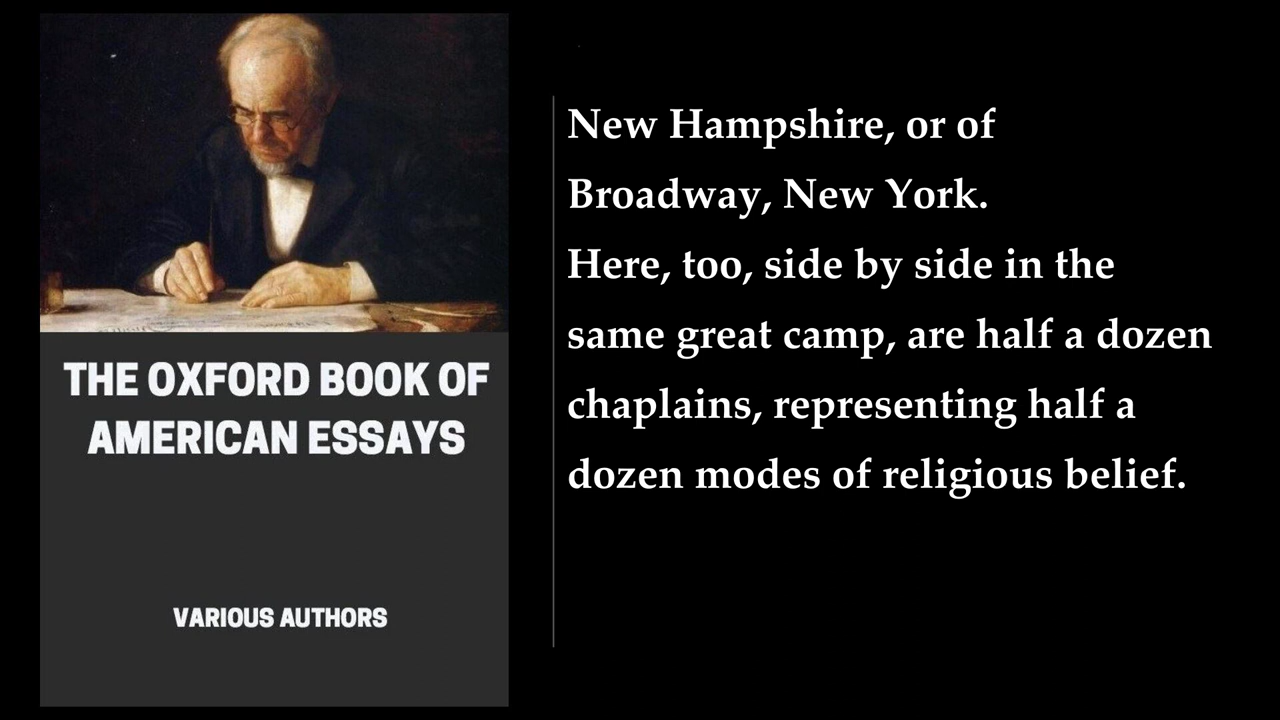 THE OXFORD BOOK OF
AMERICAN ESSAYS
VARIOUS AUTHORS
New Hampshire, or of
Broadway, New York.
Here, too, side by side in the
same great camp, are half a dozen
chaplains, representing half a
dozen modes of religious belief.